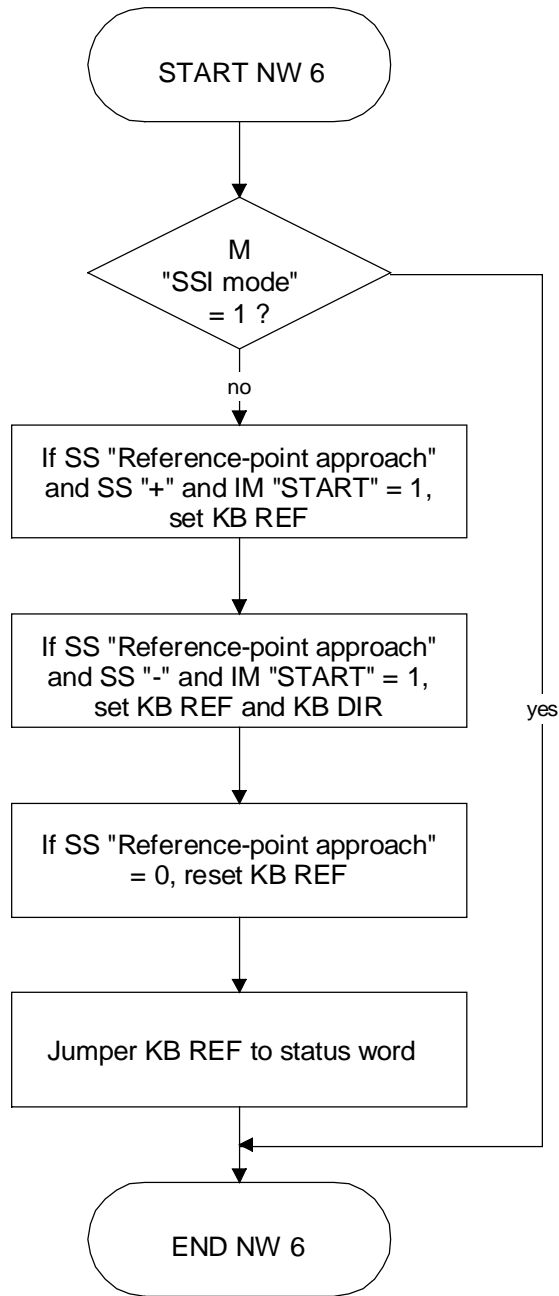 START NW 6
M
"SSI mode"
= 1 ?
no
If SS "Reference-point approach"
and SS "+" and IM "START" = 1,
set KB REF
If SS "Reference-point approach"
and SS "-" and IM "START" = 1,
set KB REF and KB DIR
yes
If SS "Reference-point approach"
= 0, reset KB REF
Jumper KB REF to status word
END NW 6